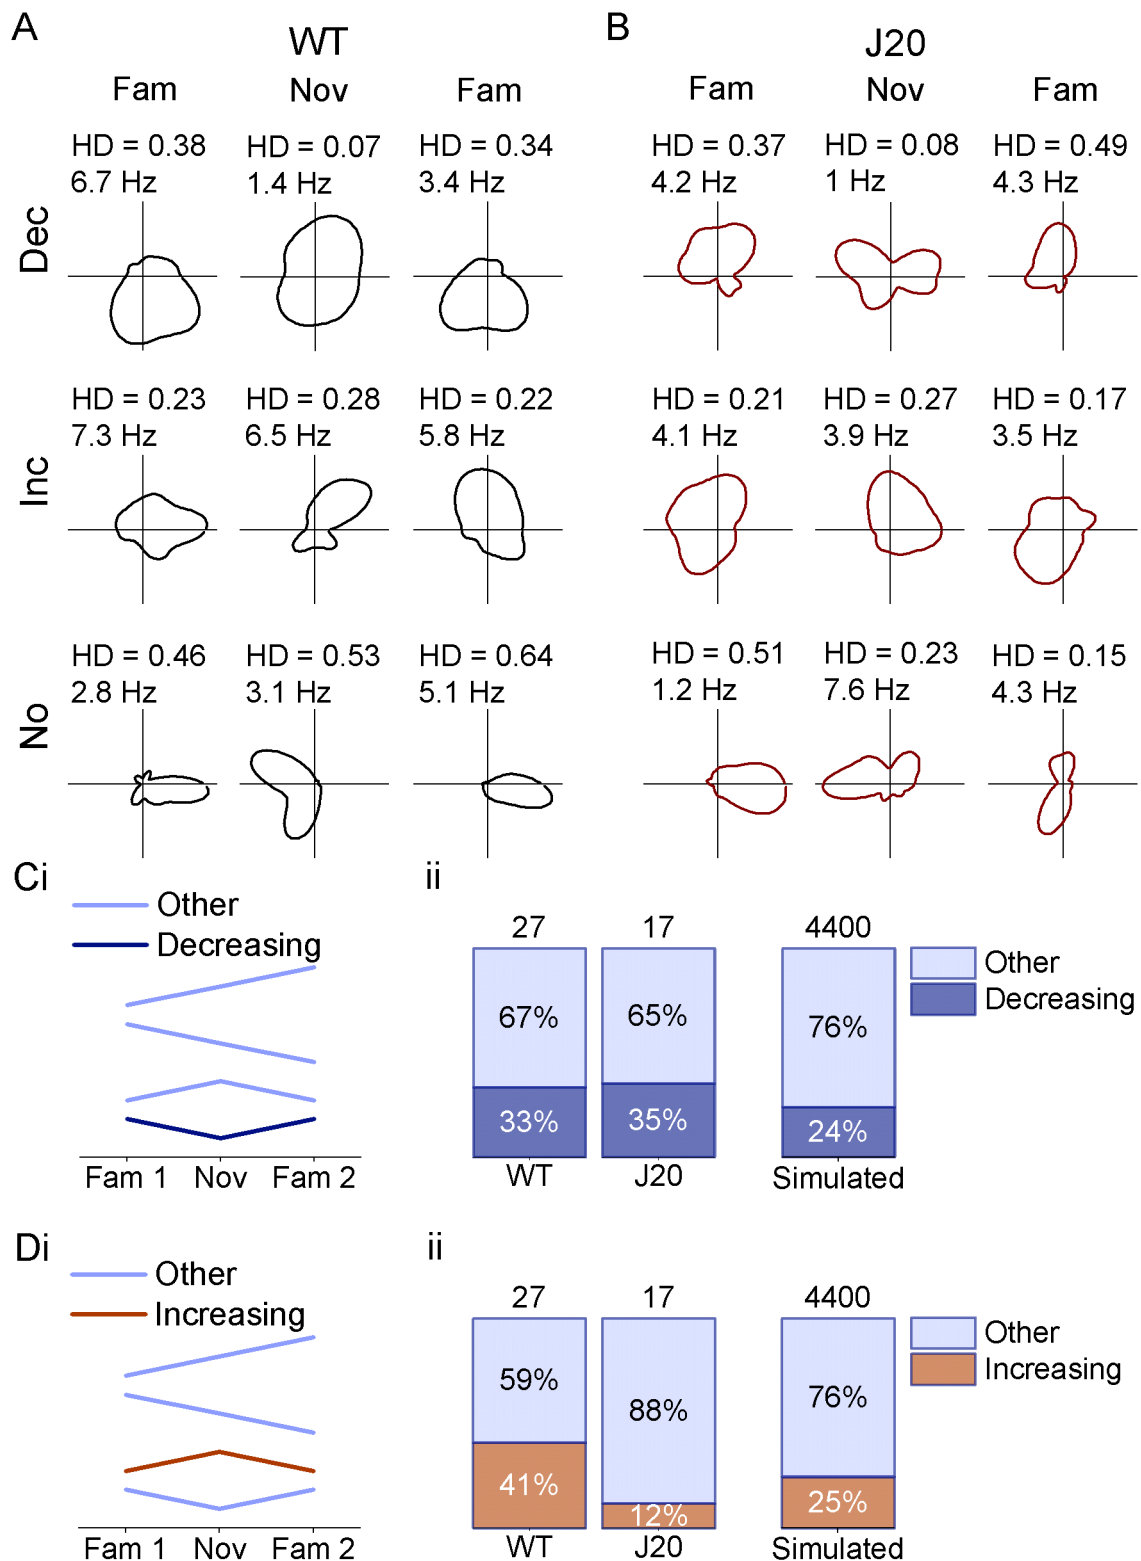 A
WT
B
J20
Fam
Nov
Fam
Fam
Nov
Fam
Dec
HD = 0.38
6.7 Hz
HD = 0.07
1.4 Hz
HD = 0.34
3.4 Hz
HD = 0.37
4.2 Hz
HD = 0.08
1 Hz
HD = 0.49
4.3 Hz
Inc
HD = 0.23
7.3 Hz
HD = 0.28
6.5 Hz
HD = 0.22
5.8 Hz
HD = 0.21
4.1 Hz
HD = 0.27
3.9 Hz
HD = 0.17
3.5 Hz
No
HD = 0.46
2.8 Hz
HD = 0.53
3.1 Hz
HD = 0.64
5.1 Hz
HD = 0.51
1.2 Hz
HD = 0.23
7.6 Hz
HD = 0.15
4.3 Hz
Ci
Other
Decreasing
Fam 1 Nov Fam 2
ii
27 17 4400
67% 65% 76%
33% 35% 24%
WT J20 Simulated
Other
Decreasing
Di
Other
Increasing
Fam 1 Nov Fam 2
ii
27 17 4400
59% 88% 76%
41% 12% 25%
WT J20 Simulated
Other
Increasing